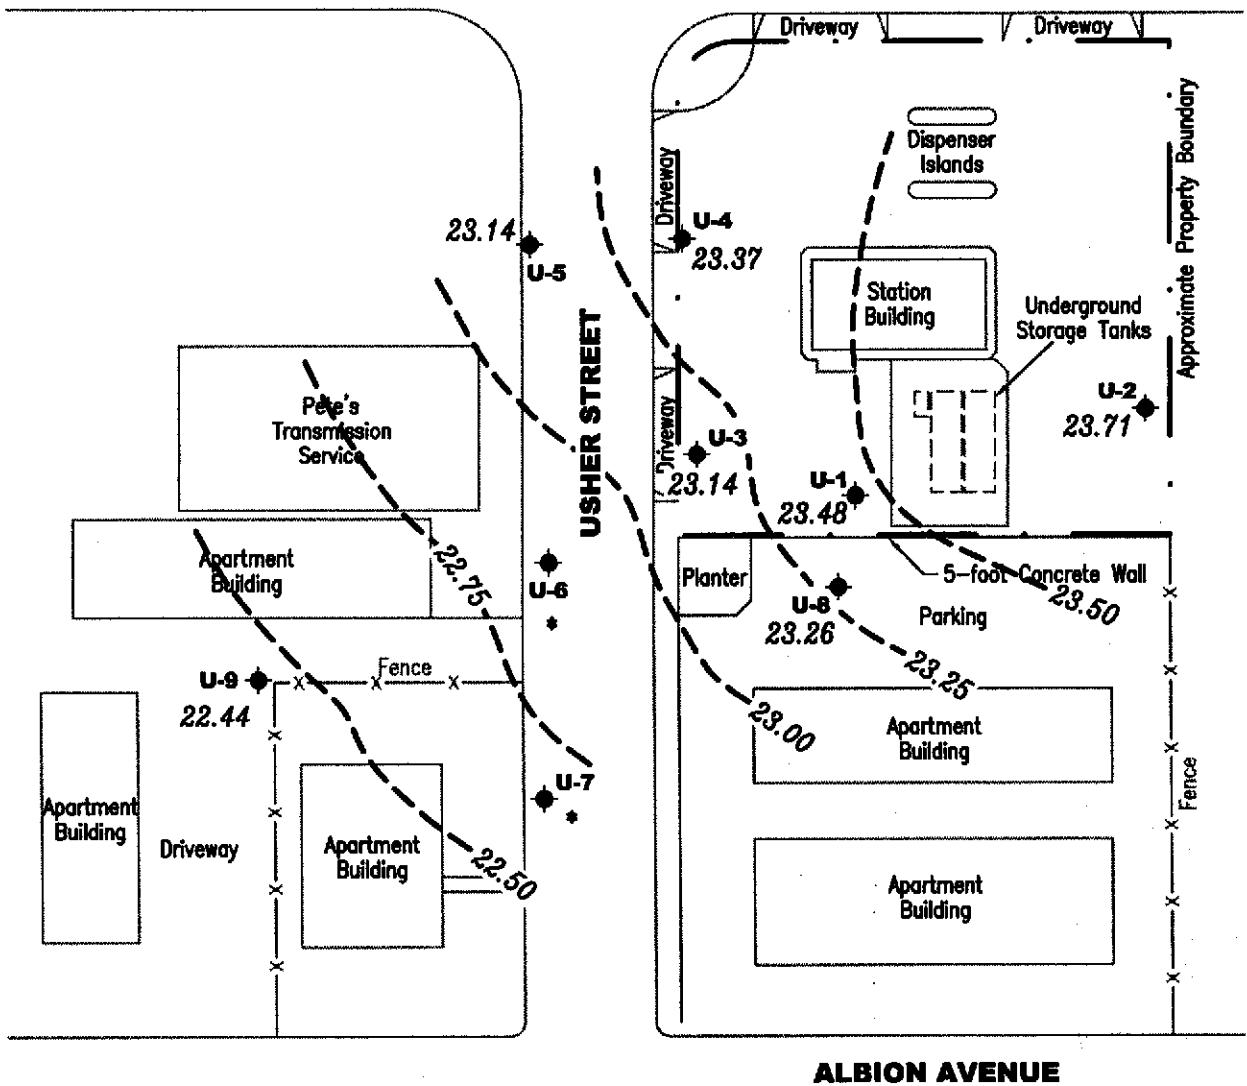 Driveway
Driveway
Approximate Property Boundary
Dispenser
Islands
Driveway
U-4
23.37
23.14
U-5
Station
Building
Underground
Storage Tanks
USHER STREET
U-2
23.71
Pete's
Transmission
Service
Driveway
U-3
23.14
U-1
23.48
Apartment
Building
22.75
U-6
*
Planter
5-foot Concrete Wall
U-8
23.26
Parking
23.50
23.25
Fence
U-9
22.44
23.00
Apartment
Building
Fence
U-7
*
Apartment
Building
Driveway
Apartment
Building
22.50
Apartment
Building
ALBION AVENUE